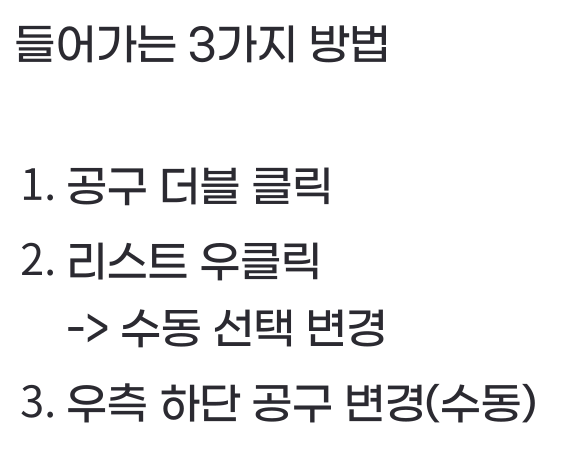 들어가는 3가지 방법
1. 공구 더블 클릭
2. 리스트 우클릭
-> 수동 선택 변경
3. 우측 하단 공구 변경(수동)